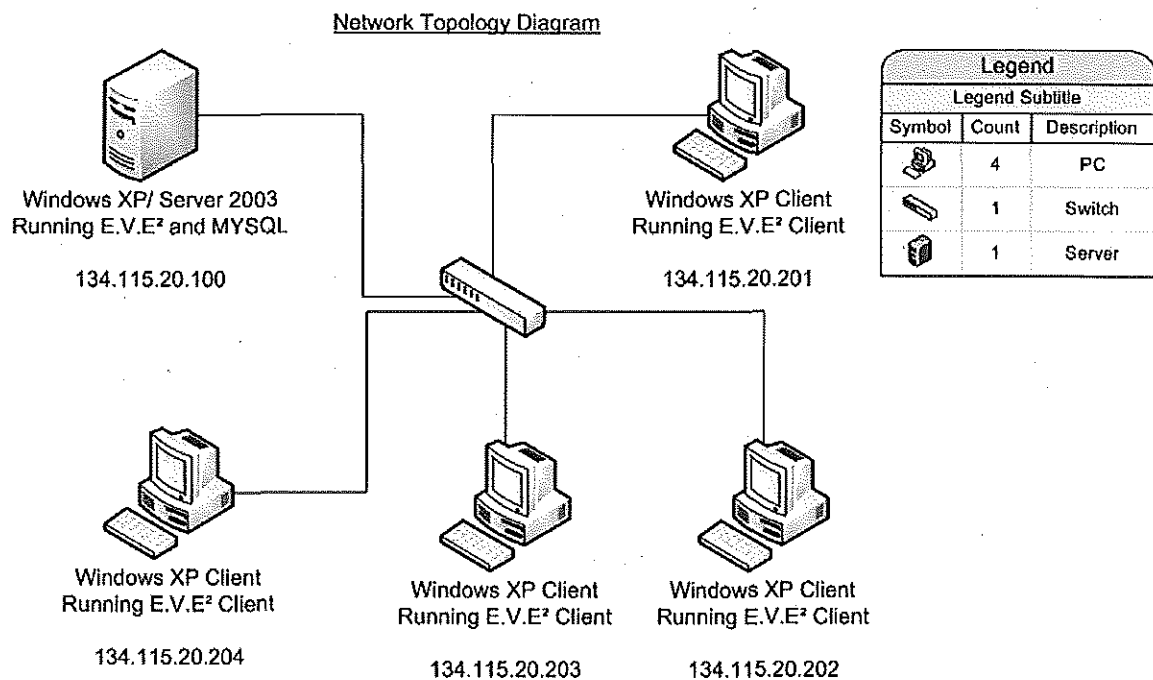 Network Topology Diagram
Legend
Legend Subtitle
Symbol Count Description
4 PC
1 Switch
1 Server
Windows XP/ Server 2003
Running E.V.E² and MYSQL
134.115.20.100
Windows XP Client
Running E.V.E² Client
134.115.20.201
Windows XP Client
Running E.V.E² Client
134.115.20.204
Windows XP Client
Running E.V.E² Client
134.115.20.203
Windows XP Client
Running E.V.E² Client
134.115.20.202